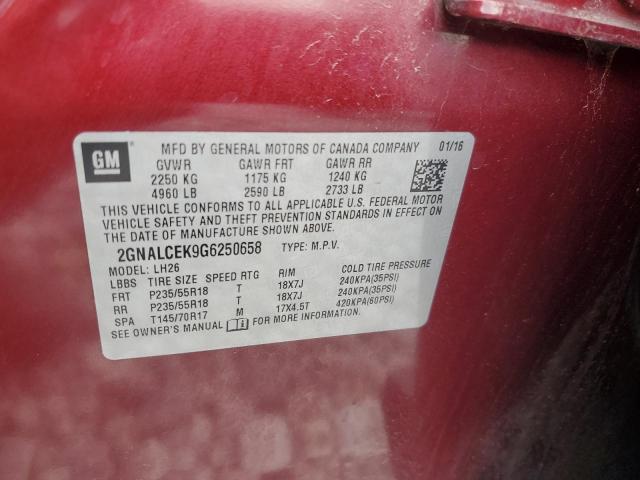 GM
MFD BY GENERAL MOTORS OF CANADA COMPANY 01/16
GVWR GAWR FRT GAWR RR
2250 KG 1175 KG 1240 KG
4960 LB 2590 LB 2733 LB
THIS VEHICLE CONFORMS TO ALL APPLICABLE U.S. FEDERAL MOTOR
VEHICLE SAFETY AND THEFT PREVENTION STANDARDS IN EFFECT ON
THE DATE OF MANUFACTURE SHOWN ABOVE.
2GNALCEK9G6250658 TYPE: M.P.V.
MODEL: LH26
LBBS TIRE SIZE SPEED RTG RIM COLD TIRE PRESSURE
FRT P235/55R18 T 18X7J 240KPA(35PSI)
RR P235/55R18 T 18X7J 240KPA(35PSI)
SPA T145/70R17 M 17X4.5T 420KPA(60PSI)
SEE OWNER'S MANUAL FOR MORE INFORMATION.